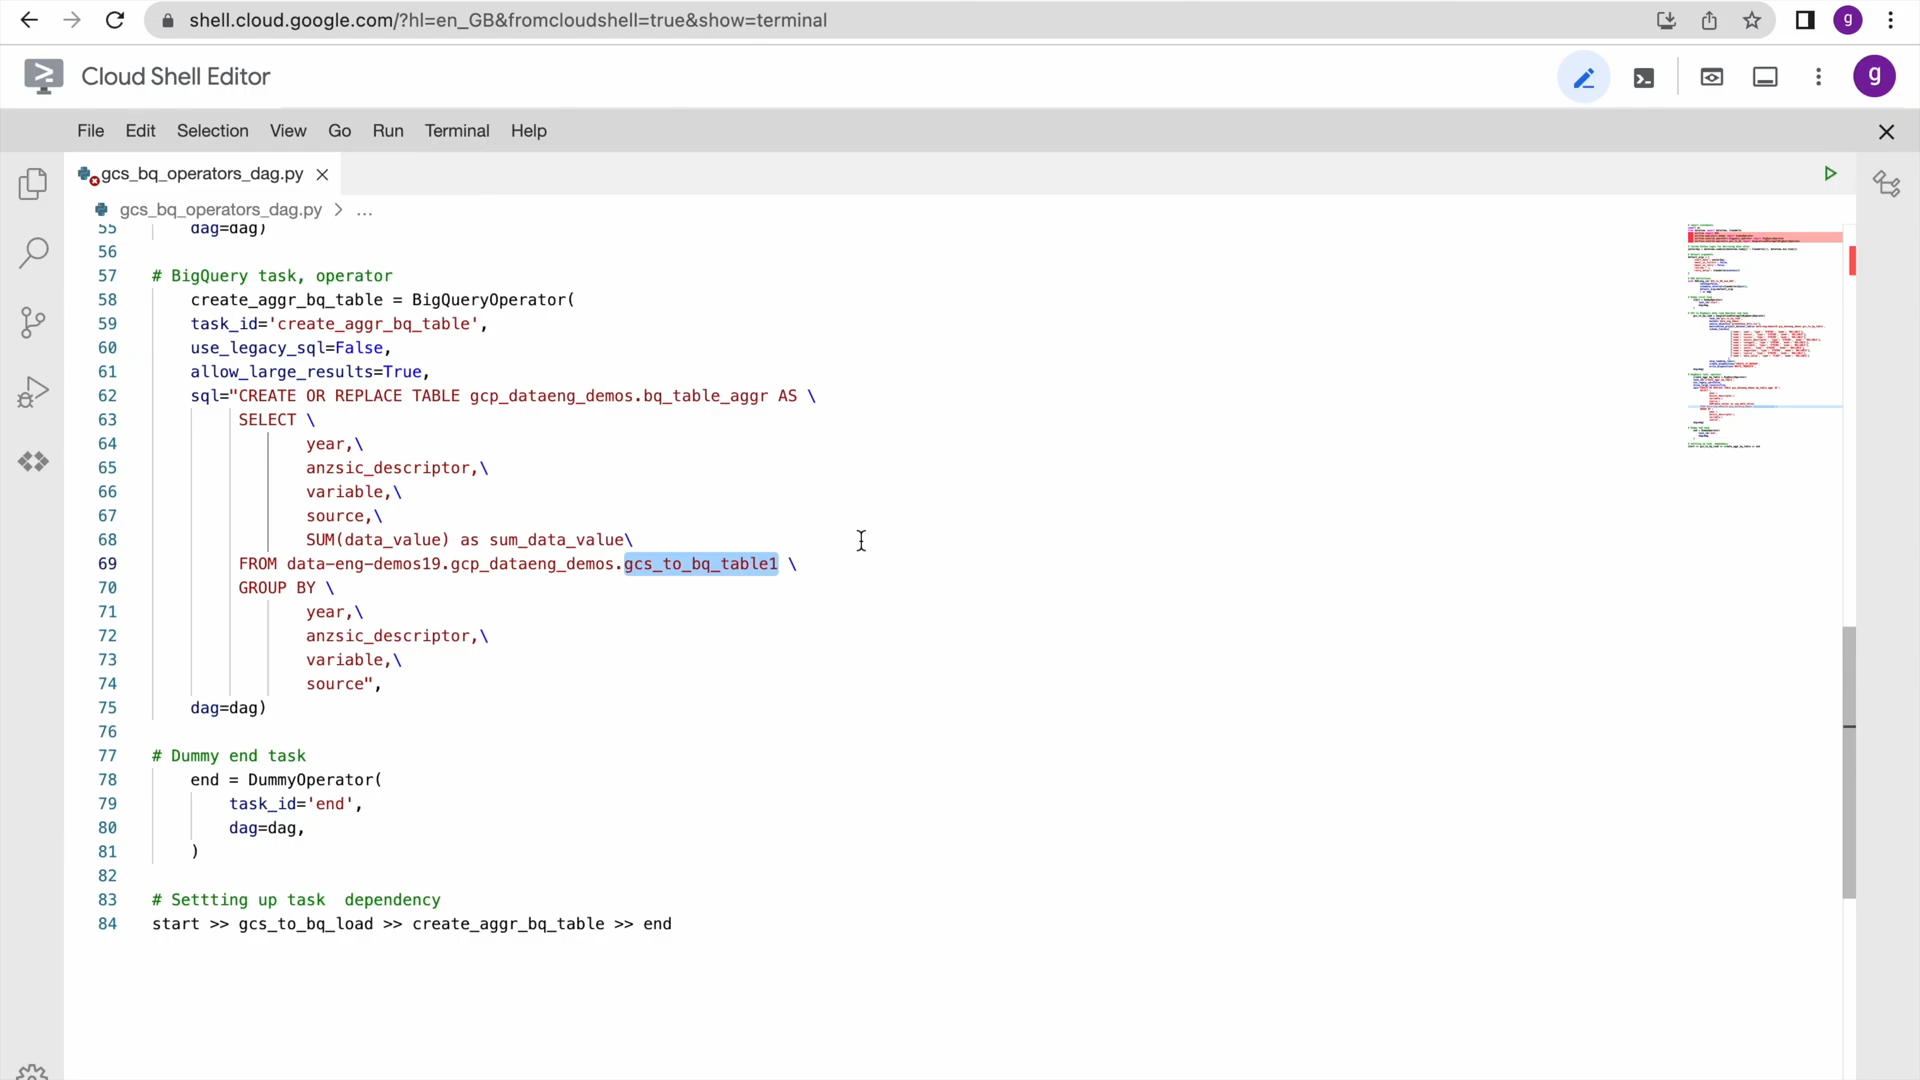 shell.cloud.google.com/?hl=en_GB&fromcloudshell=true&show=terminal
g
Cloud Shell Editor
g
File Edit Selection View Go Run Terminal Help
gcs_bq_operators_dag.py
gcs_bq_operators_dag.py > ...
55 dag=dag)
56
57 # BigQuery task, operator
58 create_aggr_bq_table = BigQueryOperator(
59 task_id='create_aggr_bq_table',
60 use_legacy_sql=False,
61 allow_large_results=True,
62 sql="CREATE OR REPLACE TABLE gcp_dataeng_demos.bq_table_aggr AS \
63 SELECT \
64 year,\
65 anzsic_descriptor,\
66 variable,\
67 source,\
68 SUM(data_value) as sum_data_value\
69 FROM data-eng-demos19.gcp_dataeng_demos.gcs_to_bq_table1 \
70 GROUP BY \
71 year,\
72 anzsic_descriptor,\
73 variable,\
74 source",
75 dag=dag)
76
77 # Dummy end task
78 end = DummyOperator(
79 task_id='end',
80 dag=dag,
81 )
82
83 # Settting up task  dependency
84 start >> gcs_to_bq_load >> create_aggr_bq_table >> end